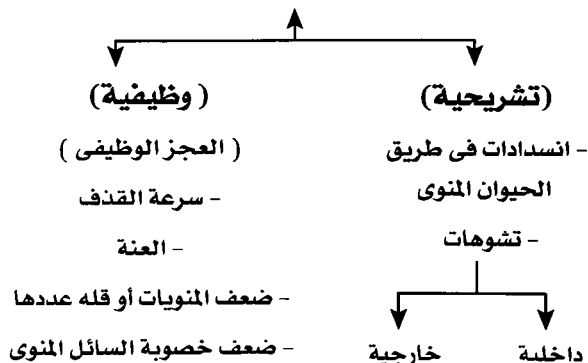 (تشريحية)
- انسدادات فى طريق
الحيوان المنوى
- تشوهات
داخلية
خارجية
( وظيفية)
( العجز الوظيفى )
- سرعة القذف
- العنة
- ضعف المنويات أو قله عددها
- ضعف خصوبة السائل المنوى